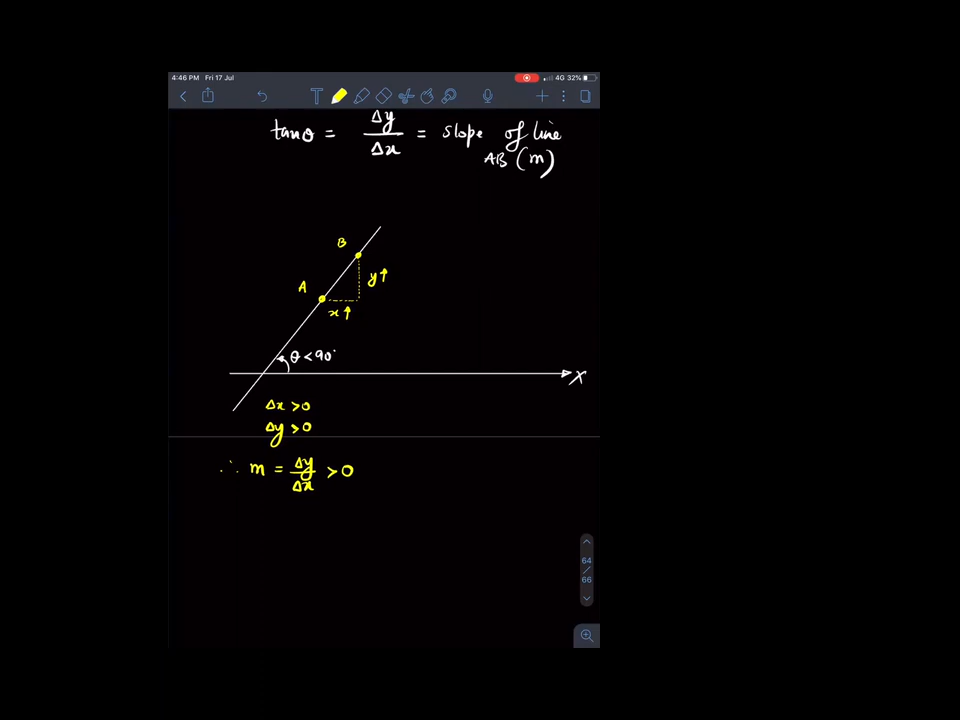 4:46 PM Fri 17 Jul 4G 32%
T
tanθ = Δy/Δx = slope of line
AB (m)
B
A
y↑
x↑
θ < 90°
X
Δx > 0
Δy > 0
∴ m = Δy/Δx > 0
64
/
66